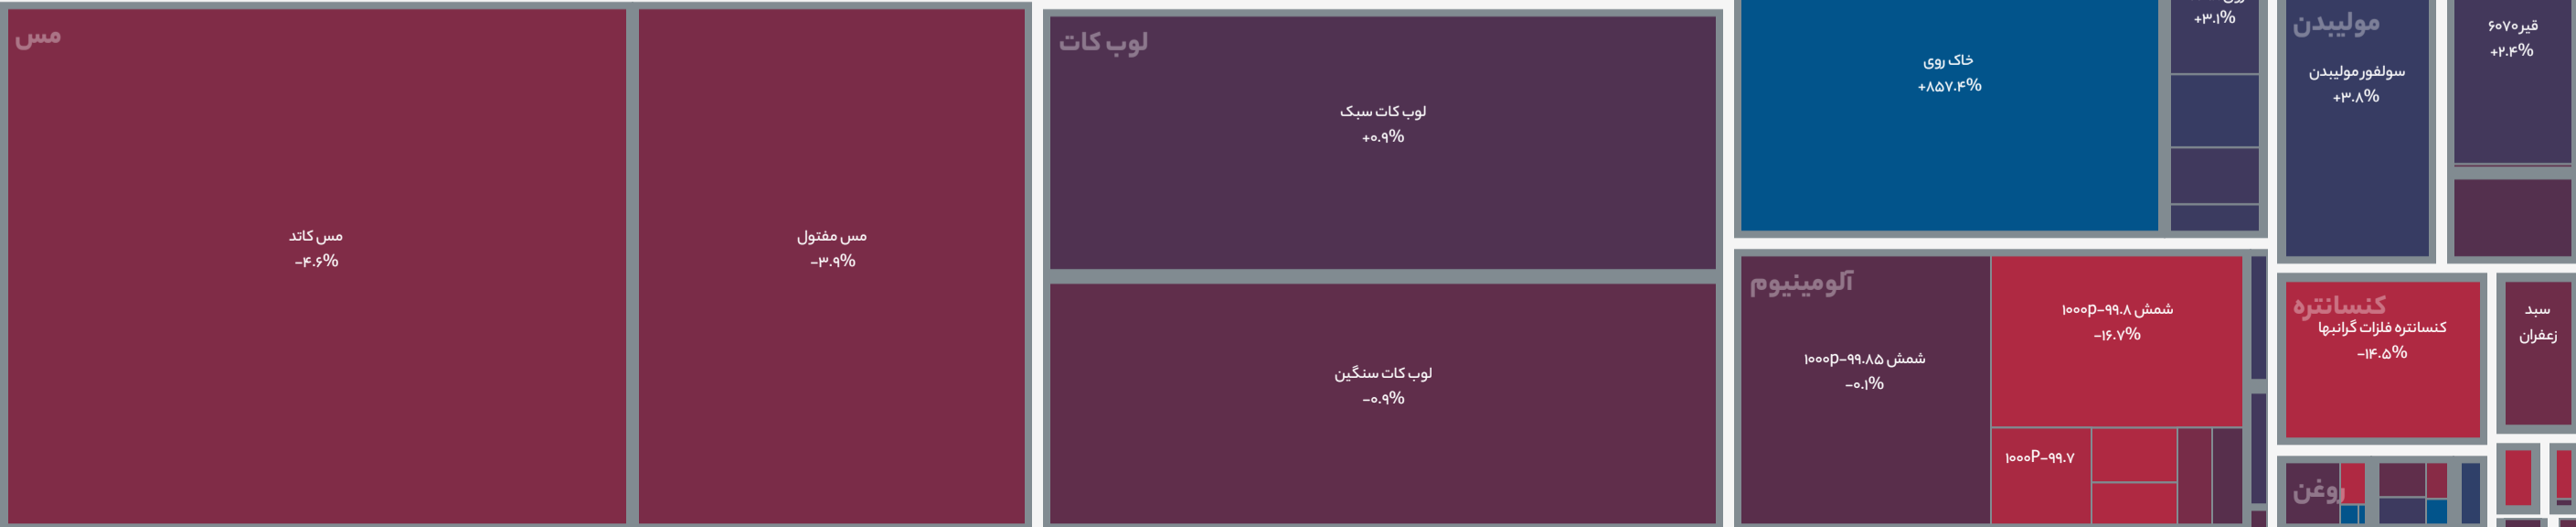 مس
مس کاتد
-۴.۶%
مس مفتول
-۳.۹%
لوب کات
لوب کات سبک
+۰.۹%
لوب کات سنگین
-۰.۹%
خاک روی
+۸۵۷.۴%
+۳.۱%
آلومینیوم
شمش ۹۹.۸۵-1000p
-۰.۱%
شمش ۹۹.۸-1000p
-۱۶.۷%
1000P-۹۹.۷
مولیبدن
سولفور مولیبدن
+۳.۸%
قیر ۶۰۷۰
+۲.۴%
کنسانتره
کنسانتره فلزات گرانبها
-۱۴.۵%
سبد
زعفران
روغن